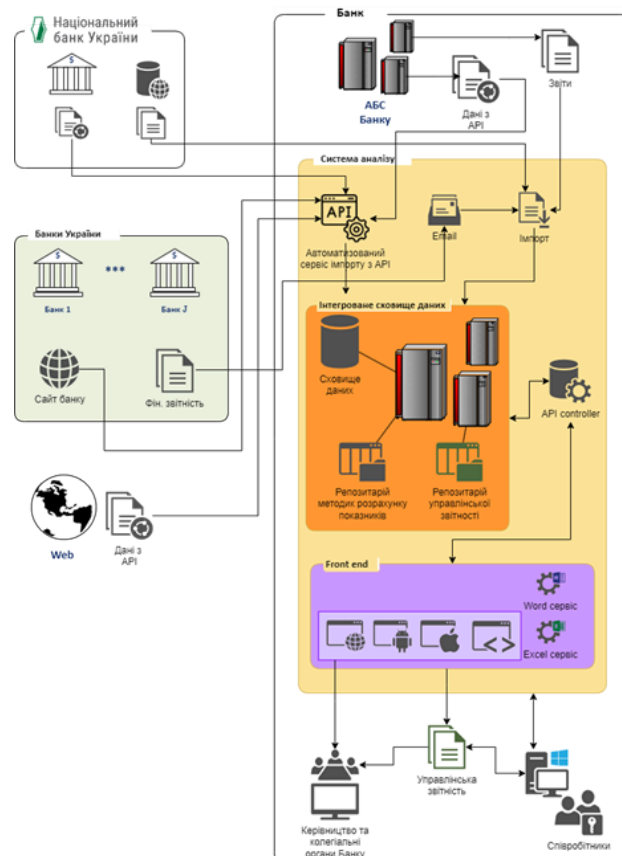 Національний
банк України
Банк
АБС
Банку
Дані з
API
Звіти
Система аналізу
API
Автоматизований
сервіс імпорту з API
Email
Імпорт
Банки України
Банк 1
***
Банк J
Сайт банку
Фін. звітність
Інтегроване сховище даних
Сховище
даних
Репозитарій
методик розрахунку
показників
Репозитарій
управлінської
звітності
API controller
Web
Дані з
API
Front end
Word сервіс
Excel сервіс
Управлінська
звітність
Керівництво та
колегіальні
органи Банку
Співробітники